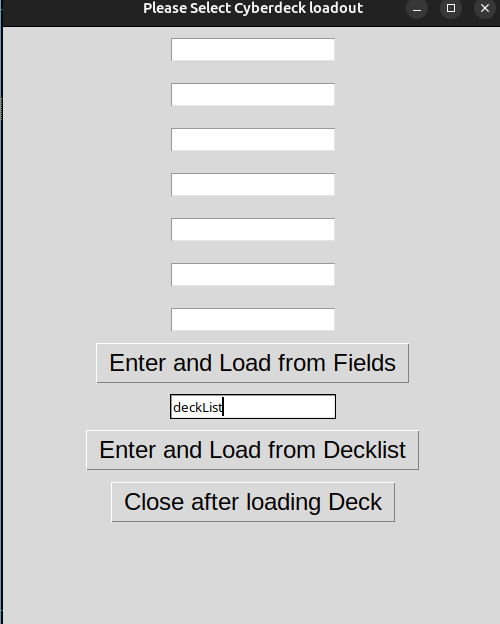 Please Select Cyberdeck loadout
Enter and Load from Fields
deckList
Enter and Load from Decklist
Close after loading Deck